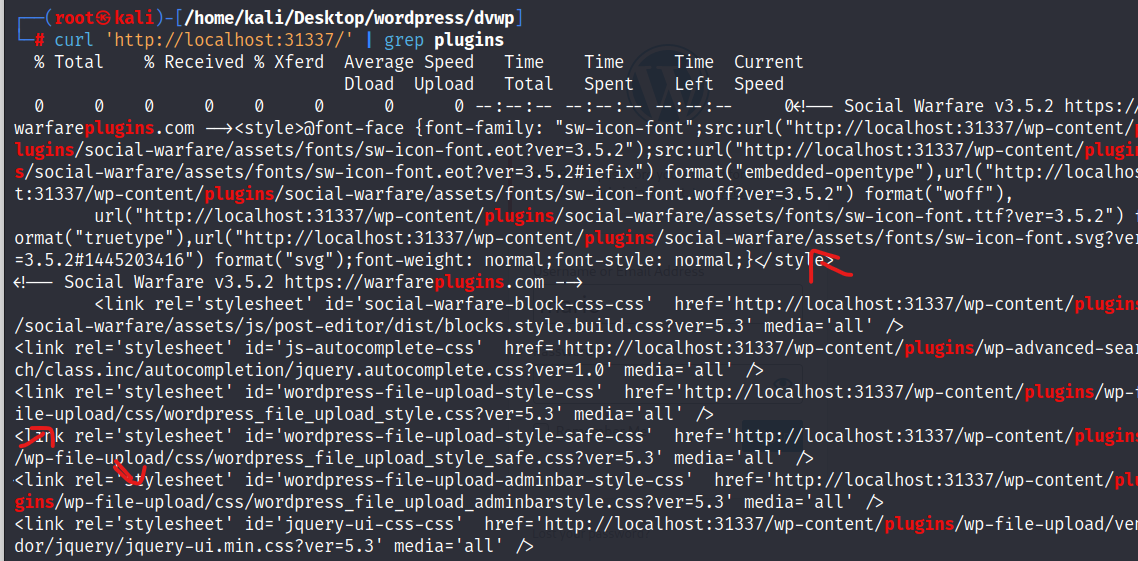 ┌──(root㉿kali)-[/home/kali/Desktop/wordpress/dvwp]
└─# curl 'http://localhost:31337/' | grep plugins
  % Total    % Received % Xferd  Average Speed   Time    Time     Time  Current
                                 Dload  Upload   Total   Spent    Left  Speed
  0     0    0     0    0     0      0      0 --:--:-- --:--:-- --:--:--     0<!-- Social Warfare v3.5.2 https://
warfareplugins.com --><style>@font-face {font-family: "sw-icon-font";src:url("http://localhost:31337/wp-content/p
lugins/social-warfare/assets/fonts/sw-icon-font.eot?ver=3.5.2");src:url("http://localhost:31337/wp-content/plugin
s/social-warfare/assets/fonts/sw-icon-font.eot?ver=3.5.2#iefix") format("embedded-opentype"),url("http://localhos
t:31337/wp-content/plugins/social-warfare/assets/fonts/sw-icon-font.woff?ver=3.5.2") format("woff"),
        url("http://localhost:31337/wp-content/plugins/social-warfare/assets/fonts/sw-icon-font.ttf?ver=3.5.2") f
ormat("truetype"),url("http://localhost:31337/wp-content/plugins/social-warfare/assets/fonts/sw-icon-font.svg?ver
=3.5.2#1445203416") format("svg");font-weight: normal;font-style: normal;}</style>
<!-- Social Warfare v3.5.2 https://warfareplugins.com -->
        <link rel='stylesheet' id='social-warfare-block-css-css'  href='http://localhost:31337/wp-content/plugins
/social-warfare/assets/js/post-editor/dist/blocks.style.build.css?ver=5.3' media='all' />
<link rel='stylesheet' id='js-autocomplete-css'  href='http://localhost:31337/wp-content/plugins/wp-advanced-sear
ch/class.inc/autocompletion/jquery.autocomplete.css?ver=1.0' media='all' />
<link rel='stylesheet' id='wordpress-file-upload-style-css'  href='http://localhost:31337/wp-content/plugins/wp-f
ile-upload/css/wordpress_file_upload_style.css?ver=5.3' media='all' />
<link rel='stylesheet' id='wordpress-file-upload-style-safe-css'  href='http://localhost:31337/wp-content/plugins
/wp-file-upload/css/wordpress_file_upload_style_safe.css?ver=5.3' media='all' />
<link rel='stylesheet' id='wordpress-file-upload-adminbar-style-css'  href='http://localhost:31337/wp-content/plu
gins/wp-file-upload/css/wordpress_file_upload_adminbarstyle.css?ver=5.3' media='all' />
<link rel='stylesheet' id='jquery-ui-css-css'  href='http://localhost:31337/wp-content/plugins/wp-file-upload/ven
dor/jquery/jquery-ui.min.css?ver=5.3' media='all' />